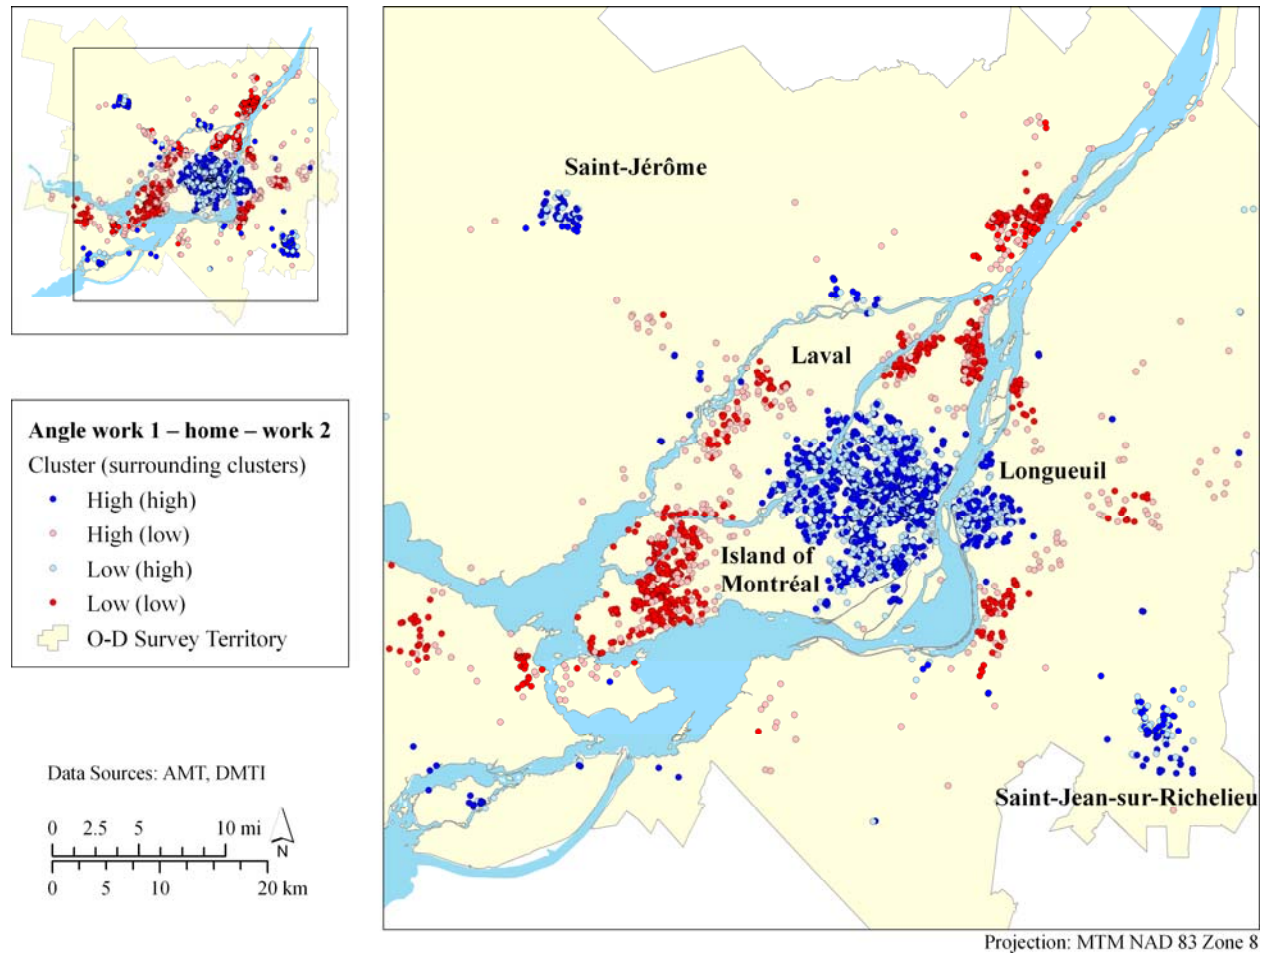 Angle work 1 – home – work 2
Cluster (surrounding clusters)
High (high)
High (low)
Low (high)
Low (low)
O-D Survey Territory
Data Sources: AMT, DMTI
0 2.5 5 10 mi
N
0 5 10 20 km
Saint-Jérôme
Laval
Longueuil
Island of
Montréal
Saint-Jean-sur-Richelieu
Projection: MTM NAD 83 Zone 8